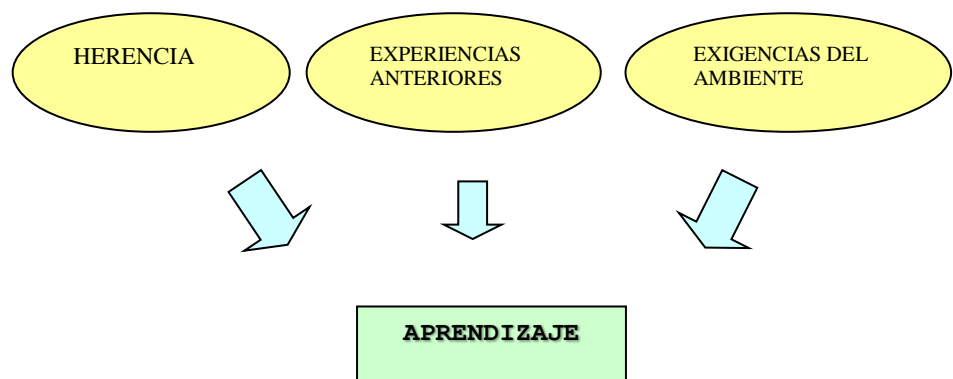 HERENCIA
EXPERIENCIAS
ANTERIORES
EXIGENCIAS DEL
AMBIENTE
APRENDIZAJE